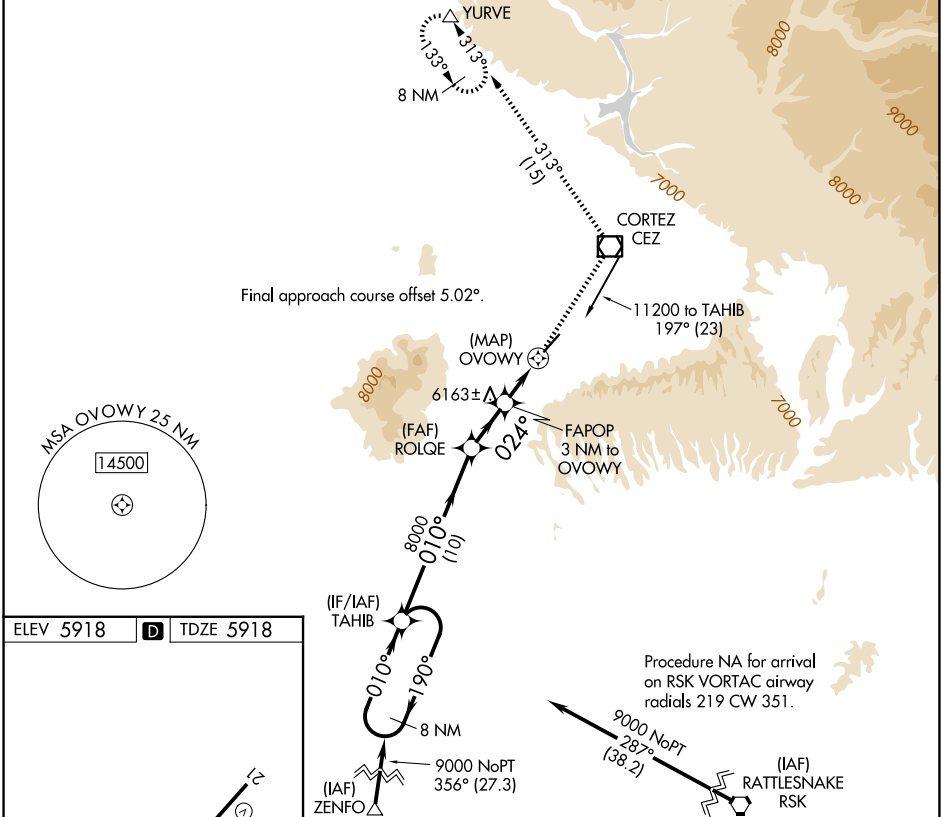 YURVE
313°
133°
8 NM
8000
9000
313°
(15)
7000
8000
CORTEZ
CEZ
Final approach course offset 5.02°.
11200 to TAHIB
197° (23)
(MAP)
OVOWY
8000
6163±
7000
(FAF)
ROLQE
024°
FAPOP
3 NM to
OVOWY
MSA OVOWY 25 NM
14500
8000
010°
(10)
(IF/IAF)
TAHIB
ELEV 5918 D TDZE 5918
010°
190°
8 NM
Procedure NA for arrival
on RSK VORTAC airway
radials 219 CW 351.
9000 NoPT
356° (27.3)
9000 NoPT
287°
(38.2)
(IAF)
ZENFO
(IAF)
RATTLESNAKE
RSK
21
V